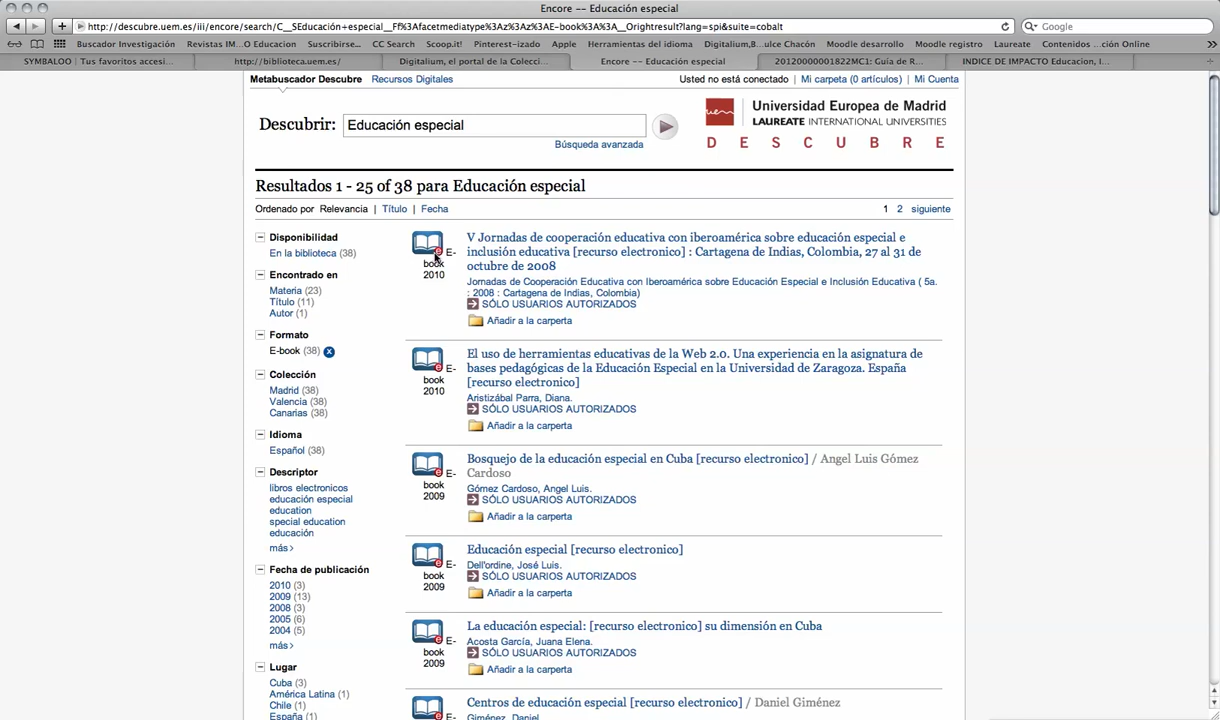 Encore -- Educación especial
http://descubre.uem.es/iii/encore/search/C__SEducación+especial__Ff%3Afacetmediatype%3Az%3Az%3AE-book%3A%3A__Orightresult?lang=spi&suite=cobalt
Google
Buscador Investigación Revistas IM...O Educacion Suscribirse... CC Search Scoop.it! Pinterest-izado Apple Herramientas del idioma Digitalium,B...ulce Chacón Moodle desarrollo Moodle registro Laureate Contenidos ...ción Online
SYMBALOO | Tus favoritos accesi... http://biblioteca.uem.es/ Digitalium, el portal de la Colecci... Encore -- Educación especial 20120000001822MC1: Guía de R... INDICE DE IMPACTO Educacion, I...
Metabuscador Descubre Recursos Digitales Usted no está conectado | Mi carpeta (0 artículos) | Mi Cuenta
Descubrir: Educación especial
Búsqueda avanzada
Universidad Europea de Madrid
LAUREATE INTERNATIONAL UNIVERSITIES
D E S C U B R E
Resultados 1 - 25 of 38 para Educación especial
Ordenado por Relevancia | Título | Fecha 1 2 siguiente
Disponibilidad
En la biblioteca (38)
Encontrado en
Materia (23)
Título (11)
Autor (1)
Formato
E-book (38) x
Colección
Madrid (38)
Valencia (38)
Canarias (38)
Idioma
Español (38)
Descriptor
libros electronicos
educación especial
education
special education
educación
más >
Fecha de publicación
2010 (3)
2009 (13)
2008 (3)
2005 (6)
2004 (5)
más >
Lugar
Cuba (3)
América Latina (1)
Chile (1)
España (1)
E-
book
2010
V Jornadas de cooperación educativa con iberoamérica sobre educación especial e
inclusión educativa [recurso electronico] : Cartagena de Indias, Colombia, 27 al 31 de
octubre de 2008
Jornadas de Cooperación Educativa con Iberoamérica sobre Educación Especial e Inclusión Educativa ( 5a.
: 2008 : Cartagena de Indias, Colombia)
SÓLO USUARIOS AUTORIZADOS
Añadir a la carperta
E-
book
2010
El uso de herramientas educativas de la Web 2.0. Una experiencia en la asignatura de
bases pedagógicas de la Educación Especial en la Universidad de Zaragoza. España
[recurso electronico]
Aristizábal Parra, Diana.
SÓLO USUARIOS AUTORIZADOS
Añadir a la carperta
E-
book
2009
Bosquejo de la educación especial en Cuba [recurso electronico] / Angel Luis Gómez
Cardoso
Gómez Cardoso, Angel Luis.
SÓLO USUARIOS AUTORIZADOS
Añadir a la carperta
E-
book
2009
Educación especial [recurso electronico]
Dell'ordine, José Luis.
SÓLO USUARIOS AUTORIZADOS
Añadir a la carperta
E-
book
2009
La educación especial: [recurso electronico] su dimensión en Cuba
Acosta García, Juana Elena.
SÓLO USUARIOS AUTORIZADOS
Añadir a la carperta
E-
Centros de educación especial [recurso electronico] / Daniel Giménez
Giménez, Daniel